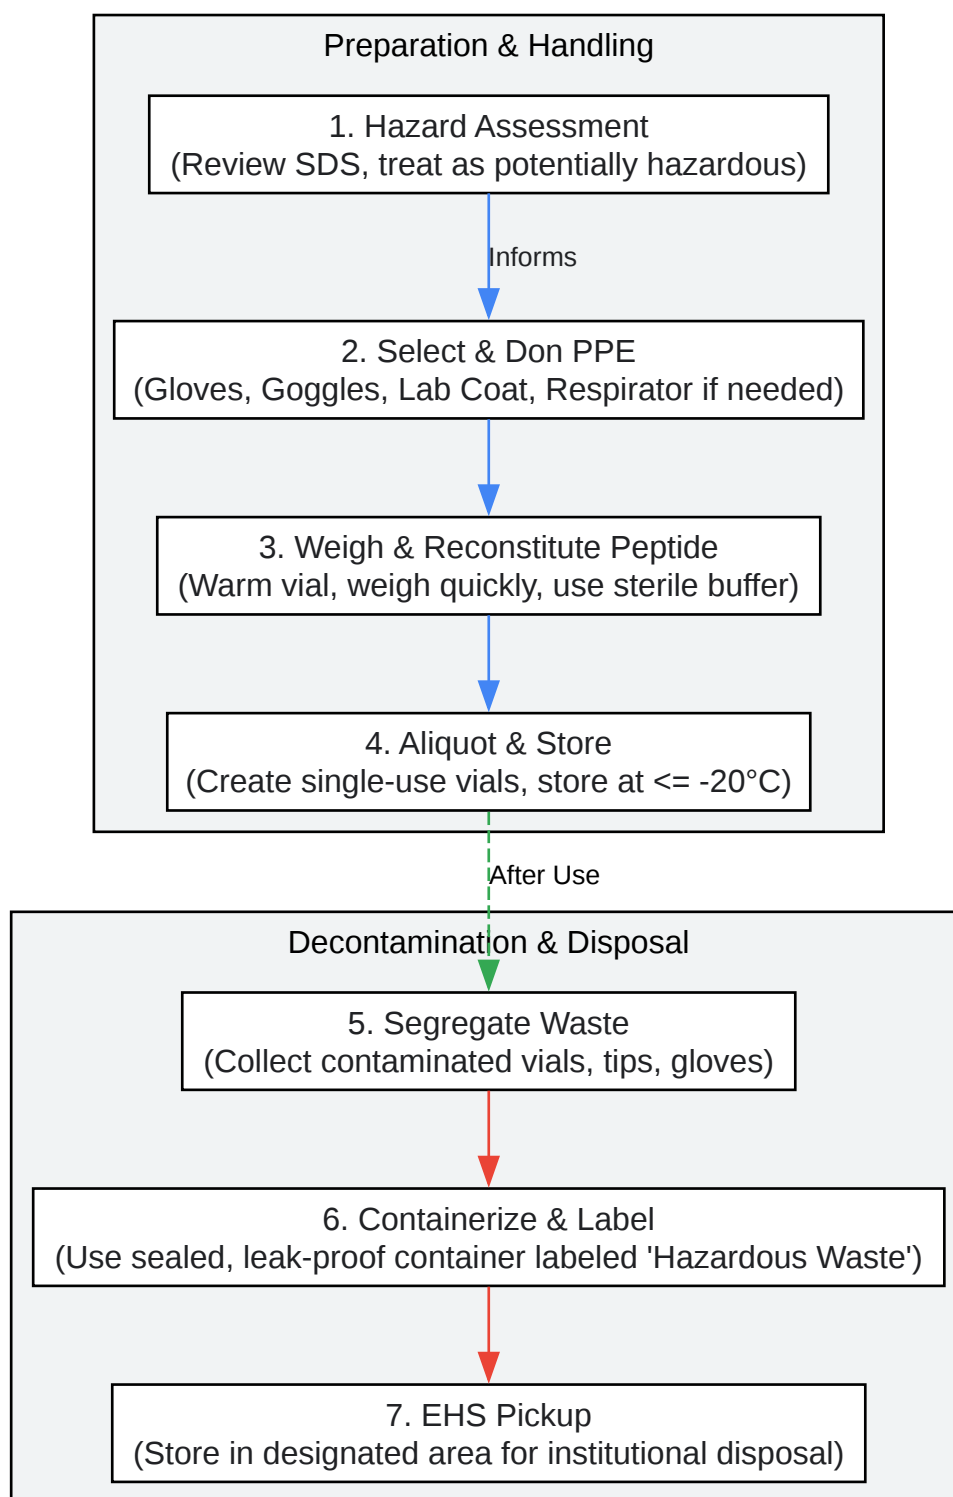 Preparation & Handling
1. Hazard Assessment
(Review SDS, treat as potentially hazardous)
Informs
2. Select & Don PPE
(Gloves, Goggles, Lab Coat, Respirator if needed)
3. Weigh & Reconstitute Peptide
(Warm vial, weigh quickly, use sterile buffer)
4. Aliquot & Store
(Create single-use vials, store at <= -20°C)
After Use
Decontamination & Disposal
5. Segregate Waste
(Collect contaminated vials, tips, gloves)
6. Containerize & Label
(Use sealed, leak-proof container labeled 'Hazardous Waste')
7. EHS Pickup
(Store in designated area for institutional disposal)